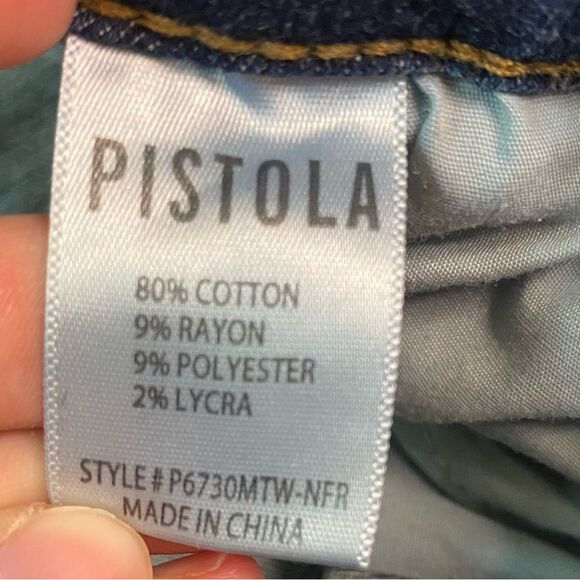 PISTOLA
80% COTTON
9% RAYON
9% POLYESTER
2% LYCRA
STYLE# P6730MTW-NFR
MADE IN CHINA